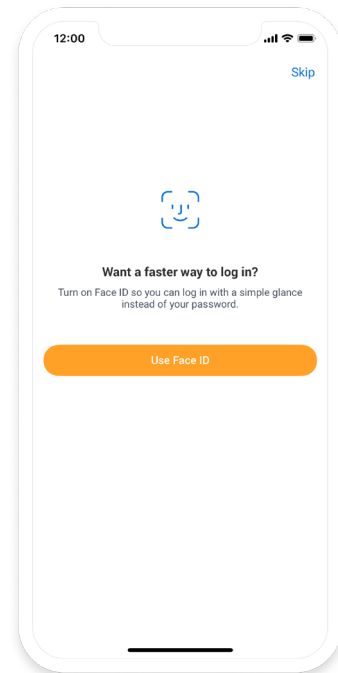 12:00
Skip
Want a faster way to log in?
Turn on Face ID so you can log in with a simple glance
instead of your password.
Use Face ID